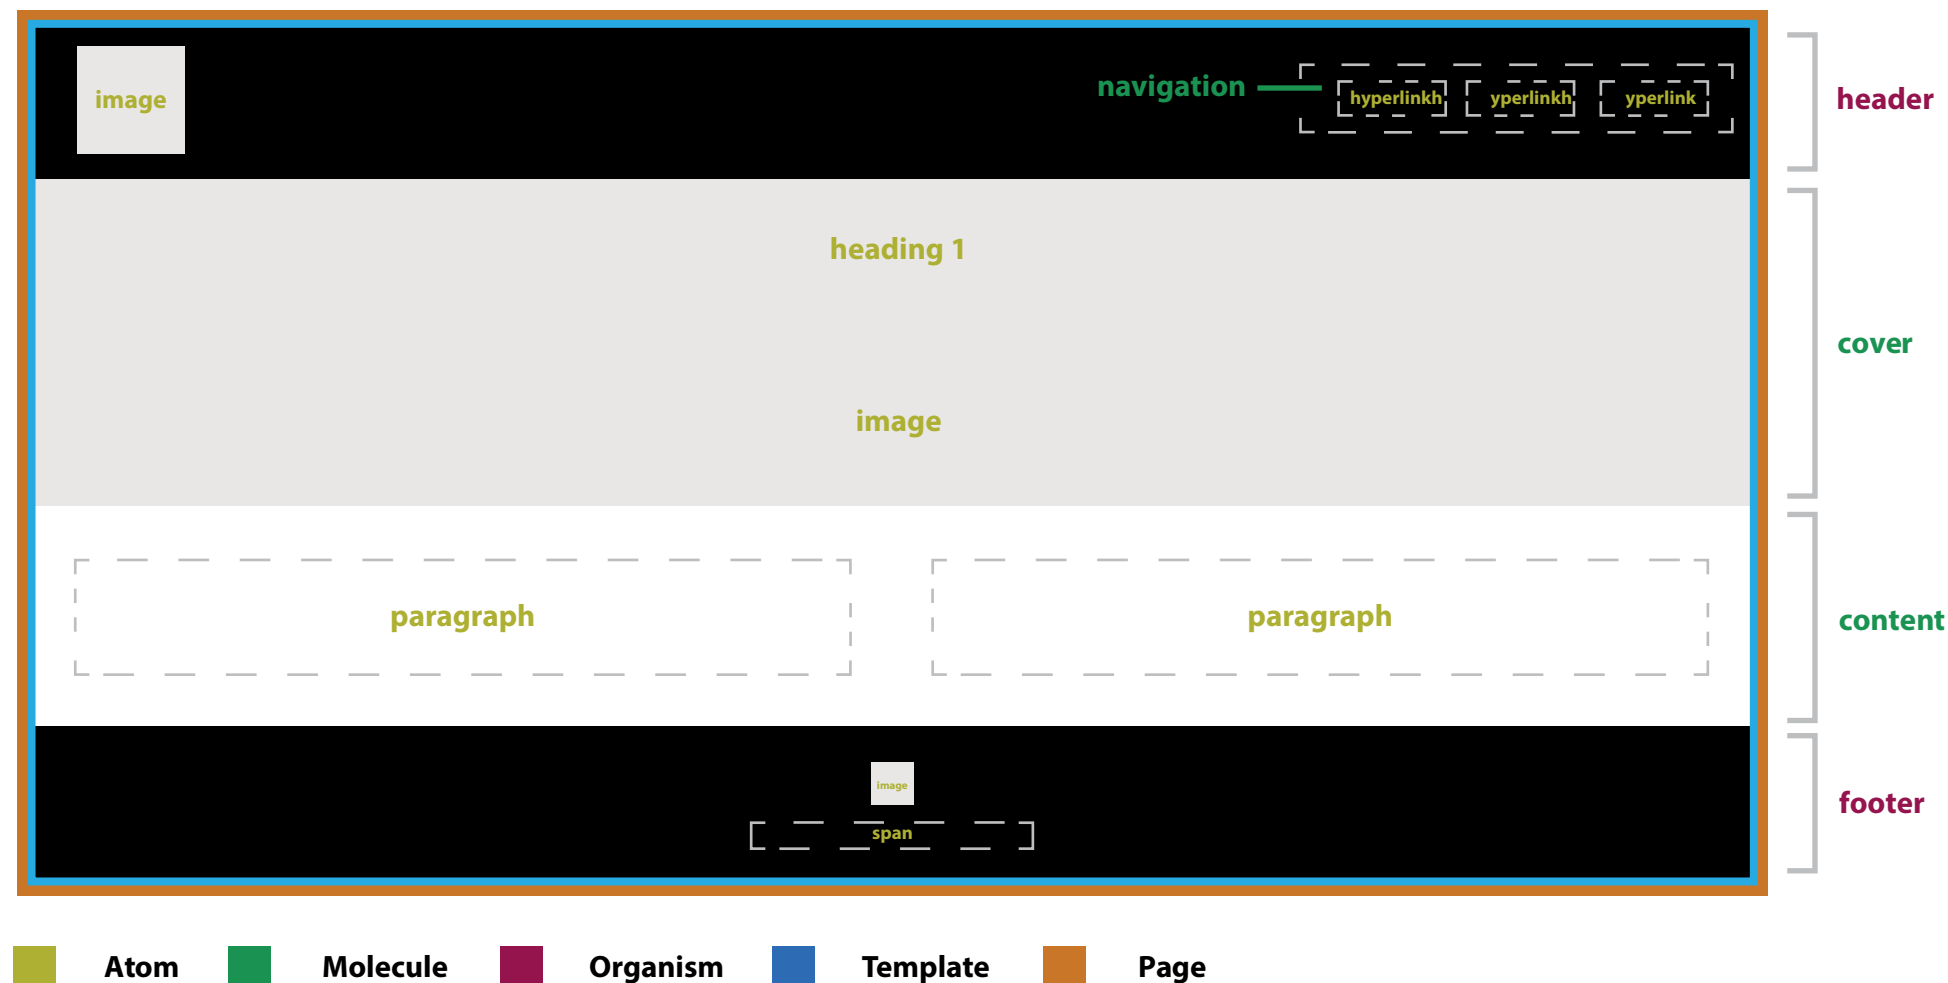 image
navigation
hyperlinkh yperlinkh yperlink
header
heading 1
cover
image
paragraph paragraph
content
image
span
footer
Atom Molecule Organism Template Page